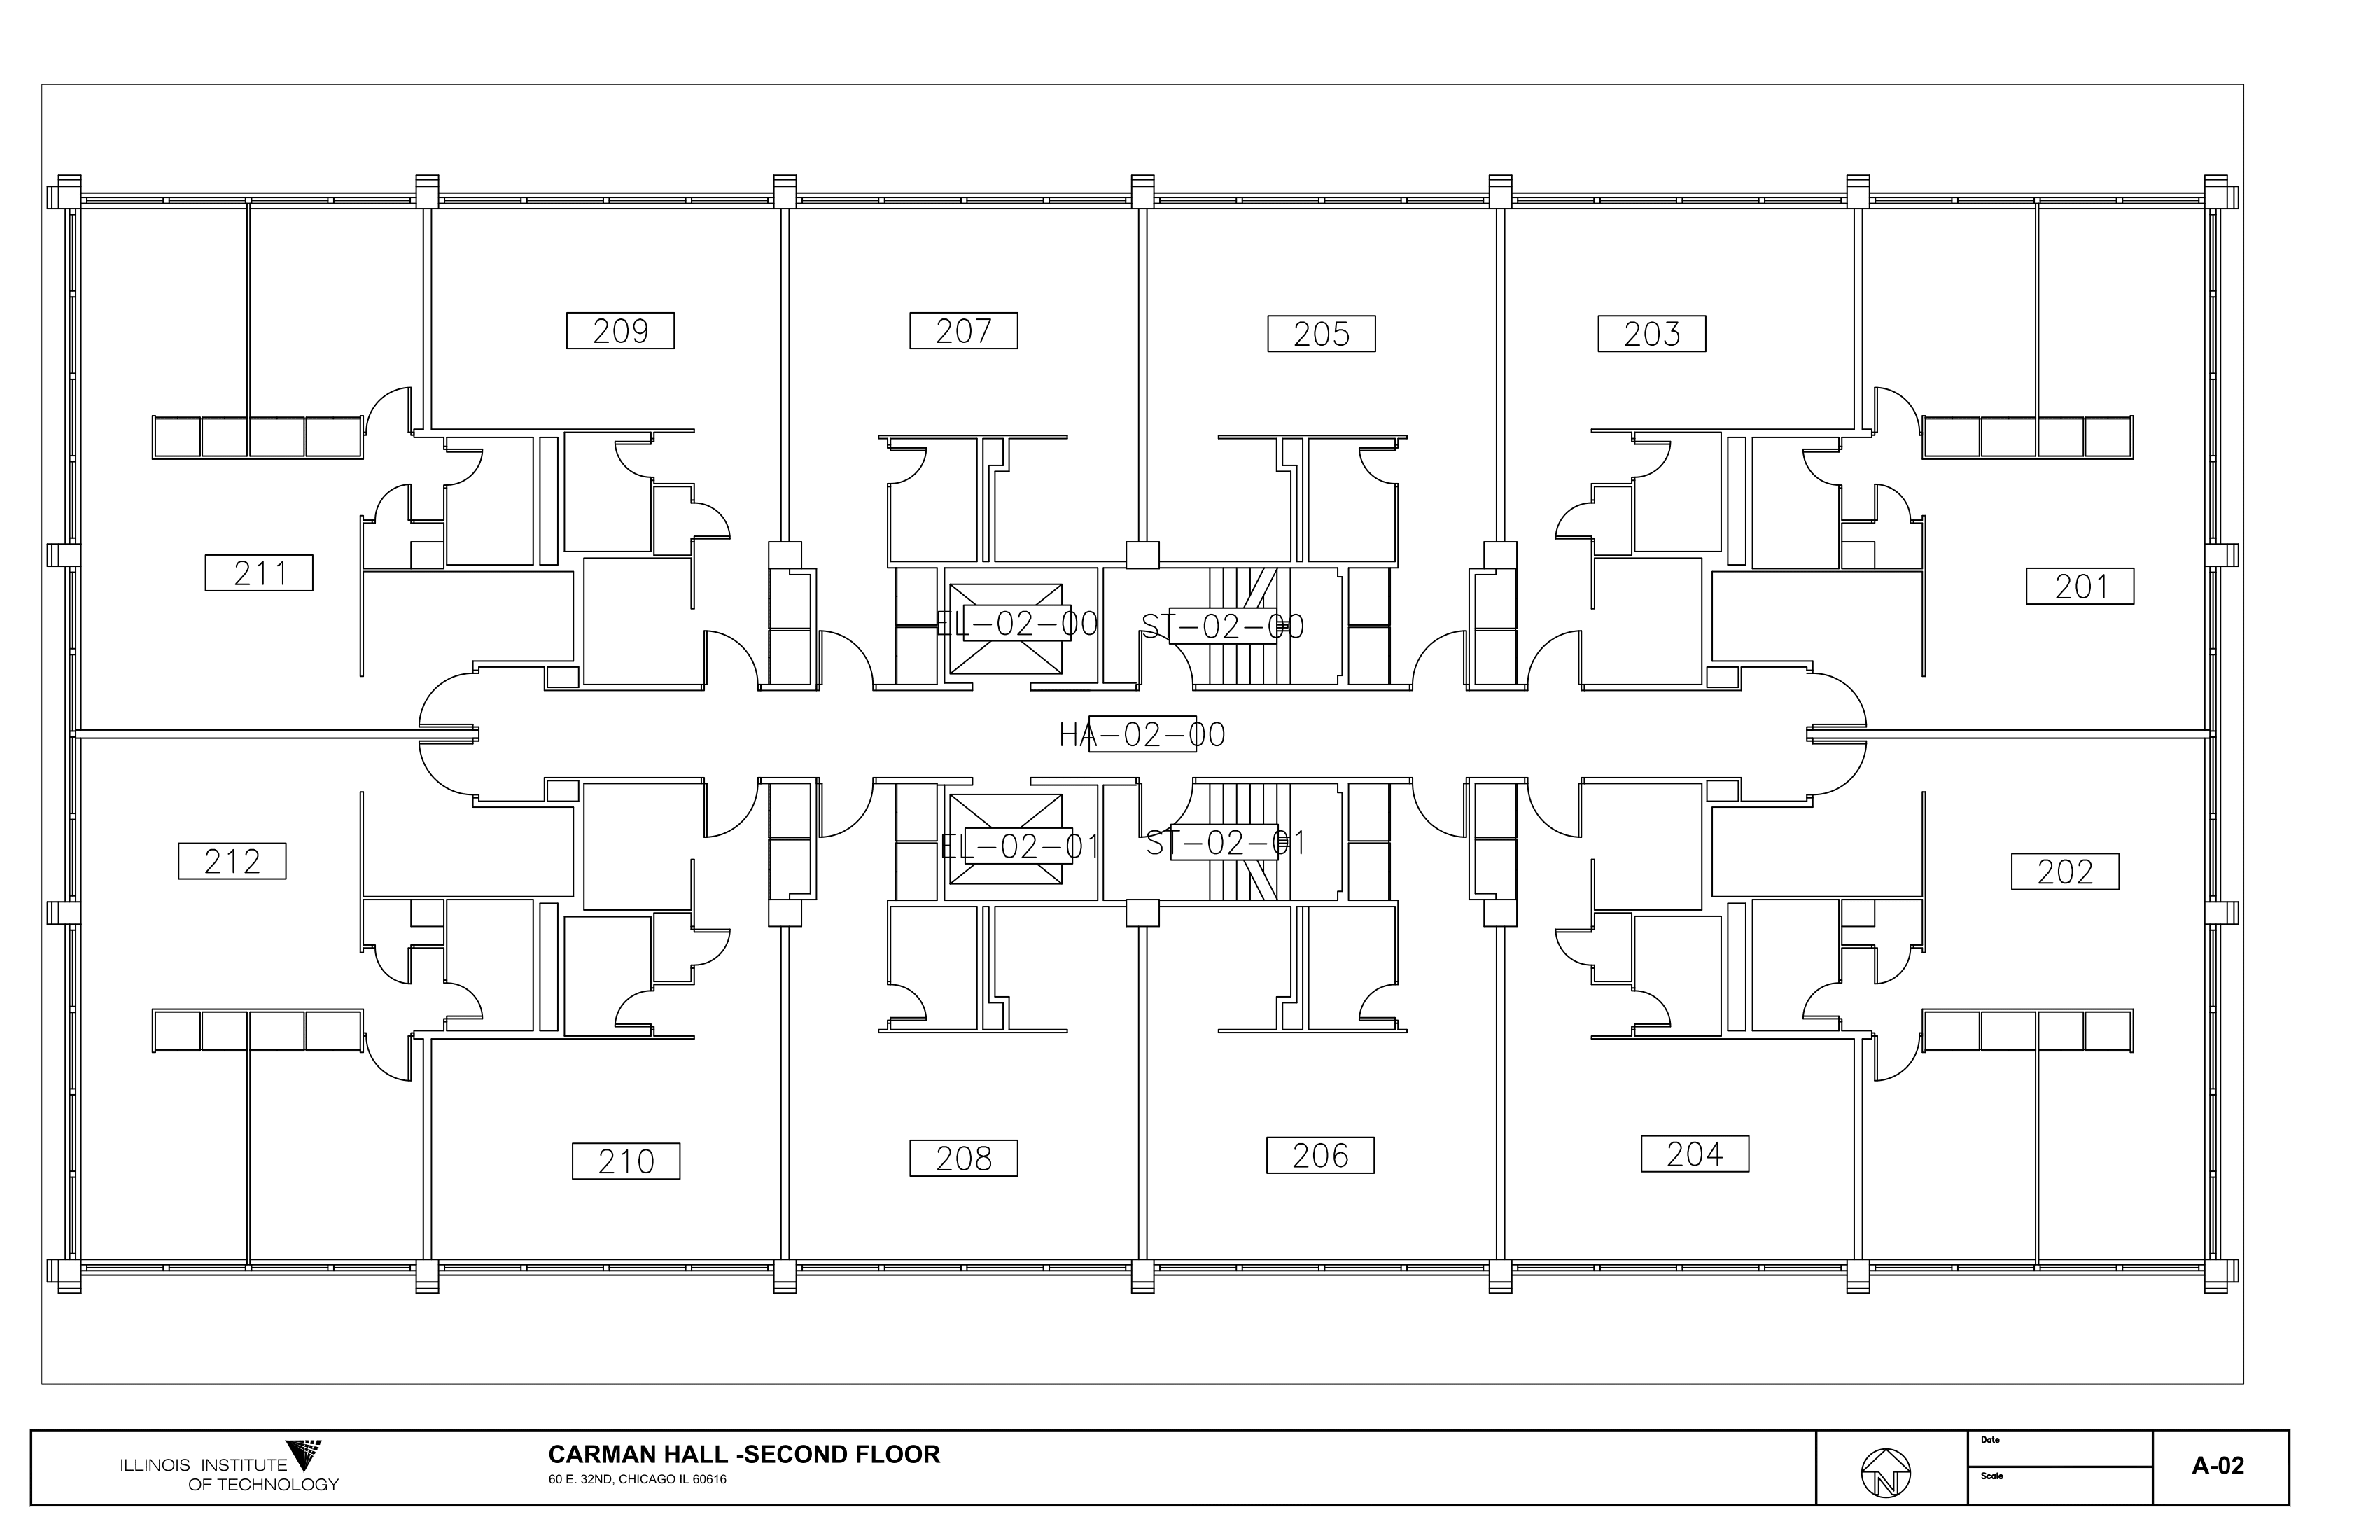 209
207
205
203
211
201
EL-02-00
ST-02-00
HA-02-00
EL-02-01
ST-02-01
212
202
210
208
206
204
ILLINOIS INSTITUTE
OF TECHNOLOGY
CARMAN HALL -SECOND FLOOR
60 E. 32ND, CHICAGO IL 60616
N
Date
Scale
A-02